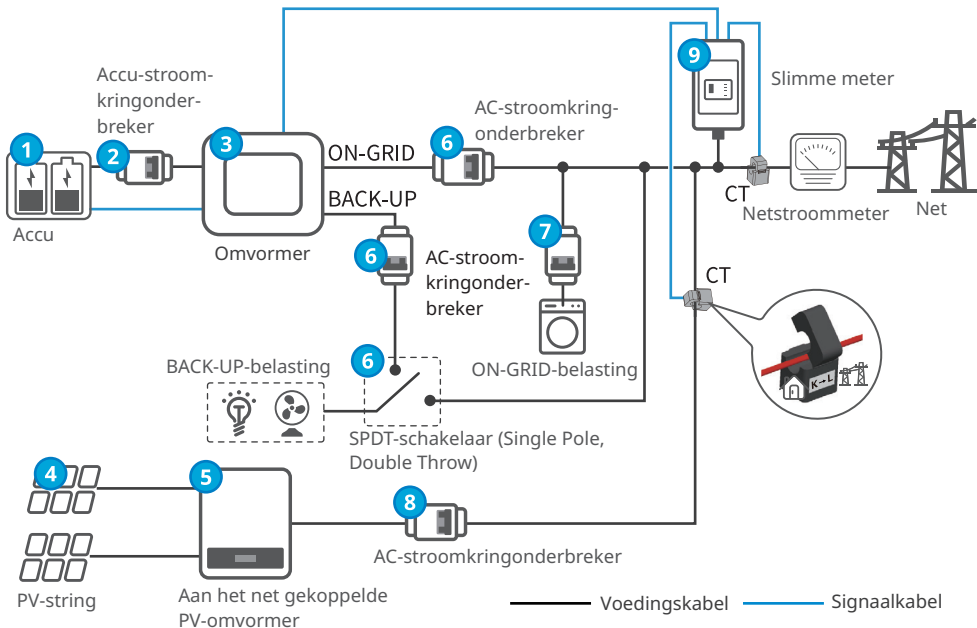 1
Accu-stroom-
kringonder-
breker
2
Accu
3
Omvormer
ON-GRID
BACK-UP
AC-stroomkring-
onderbreker
6
9
Slimme meter
CT
Netstroommeter
Net
6
AC-stroom-
kringonder-
breker
7
ON-GRID-belasting
CT
K→L
BACK-UP-belasting
6
SPDT-schakelaar (Single Pole,
Double Throw)
4
PV-string
5
Aan het net gekoppelde
PV-omvormer
8
AC-stroomkringonderbreker
Voedingskabel
Signaalkabel